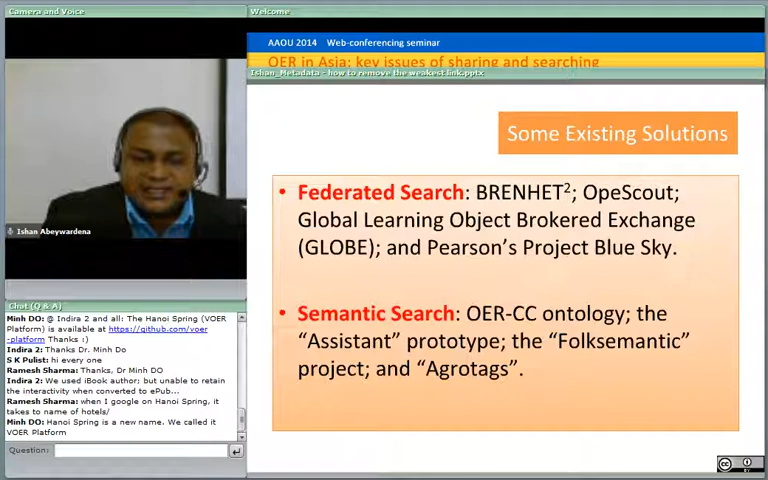 Camera and Voice
Ishan Abeywardena
Chat (Q & A)
Minh DO: @ Indira 2 and all: The Hanoi Spring (VOER
Platform) is available at https://github.com/voer
-platform Thanks :)
Indira 2: Thanks Dr. Minh Do
S K Pulist: hi every one
Ramesh Sharma: Thanks, Dr Minh DO
Indira 2: We used iBook author; but unable to retain
the interactivity when converted to ePub...
Ramesh Sharma: when I google on Hanoi Spring, it
takes to name of hotels/
Minh DO: Hanoi Spring is a new name. We called it
VOER Platform
Question:
Welcome
AAOU 2014 Web-conferencing seminar
OER in Asia: key issues of sharing and searching
Ishan_Metadata - how to remove the weakest link.pptx
Some Existing Solutions
• Federated Search: BRENHET²; OpeScout;
Global Learning Object Brokered Exchange
(GLOBE); and Pearson's Project Blue Sky.
• Semantic Search: OER-CC ontology; the
“Assistant” prototype; the “Folksemantic”
project; and “Agrotags”.
cc
BY